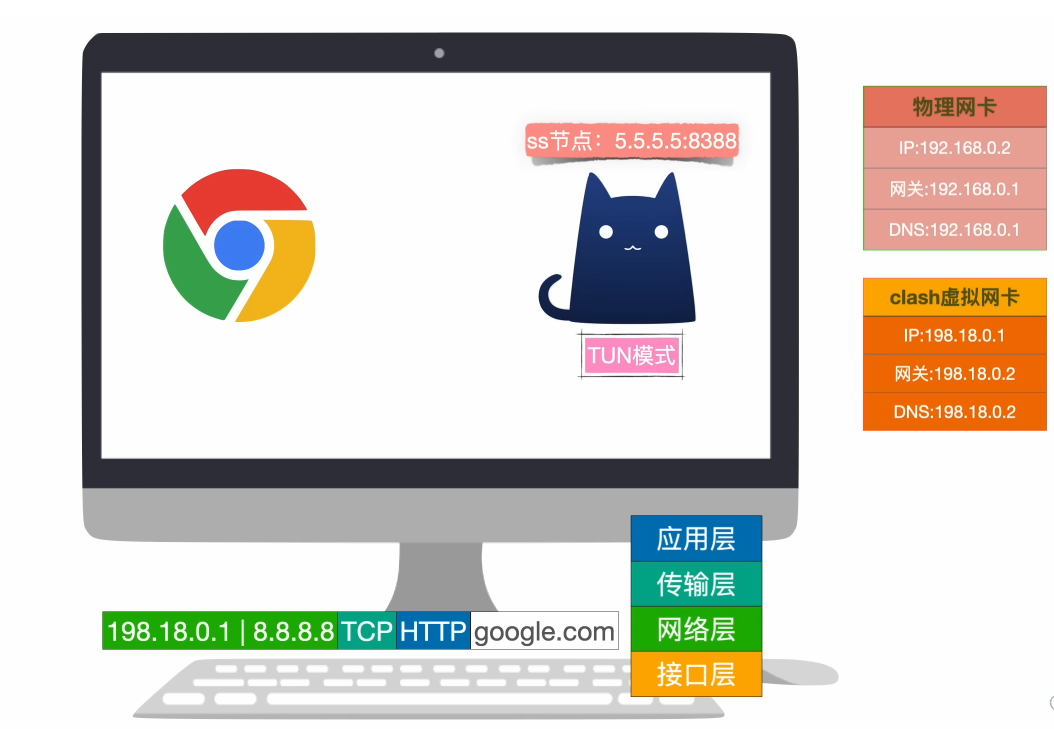 ss节点：5.5.5.5:8388
TUN模式
物理网卡
IP:192.168.0.2
网关:192.168.0.1
DNS:192.168.0.1
clash虚拟网卡
IP:198.18.0.1
网关:198.18.0.2
DNS:198.18.0.2
应用层
传输层
网络层
接口层
198.18.0.1 | 8.8.8.8 TCP HTTP google.com